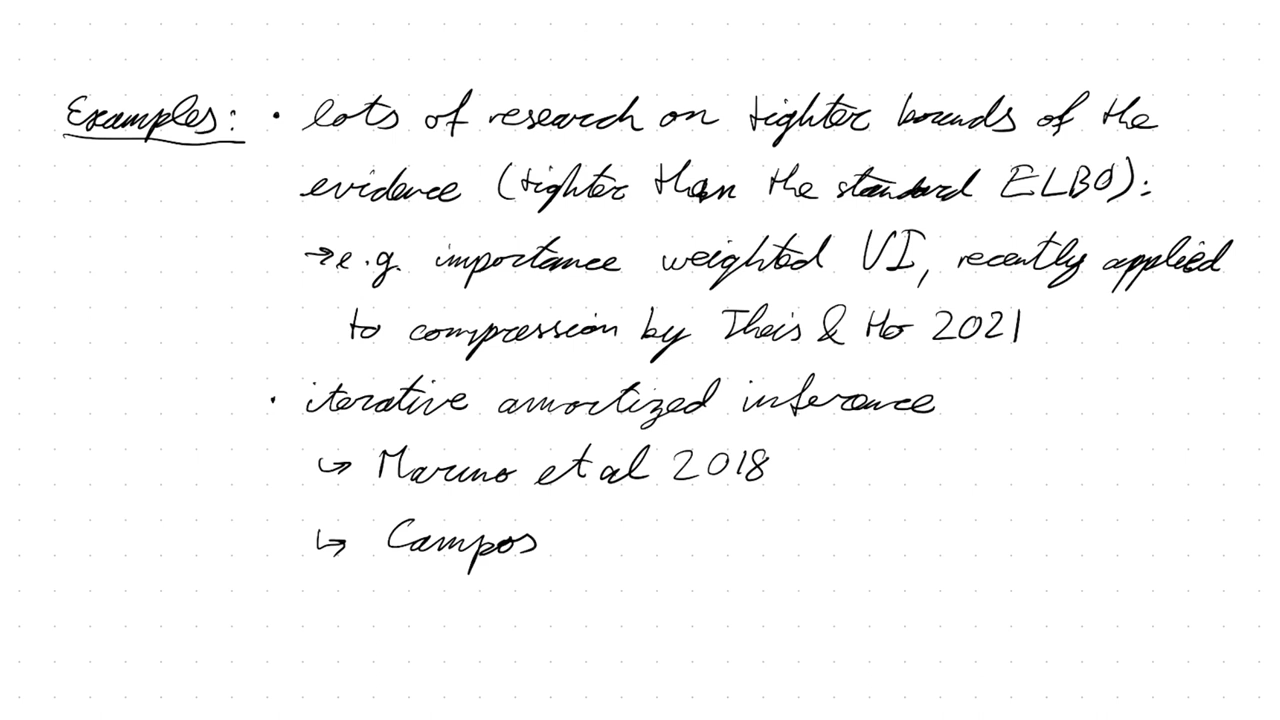 Examples: • lots of research on tighter bounds of the
evidence (tighter than the standard ELBO):
→ e.g. importance weighted VI, recently applied
to compression by Theis & Ho 2021
• iterative amortized inference
↳ Marino et al 2018
↳ Campos